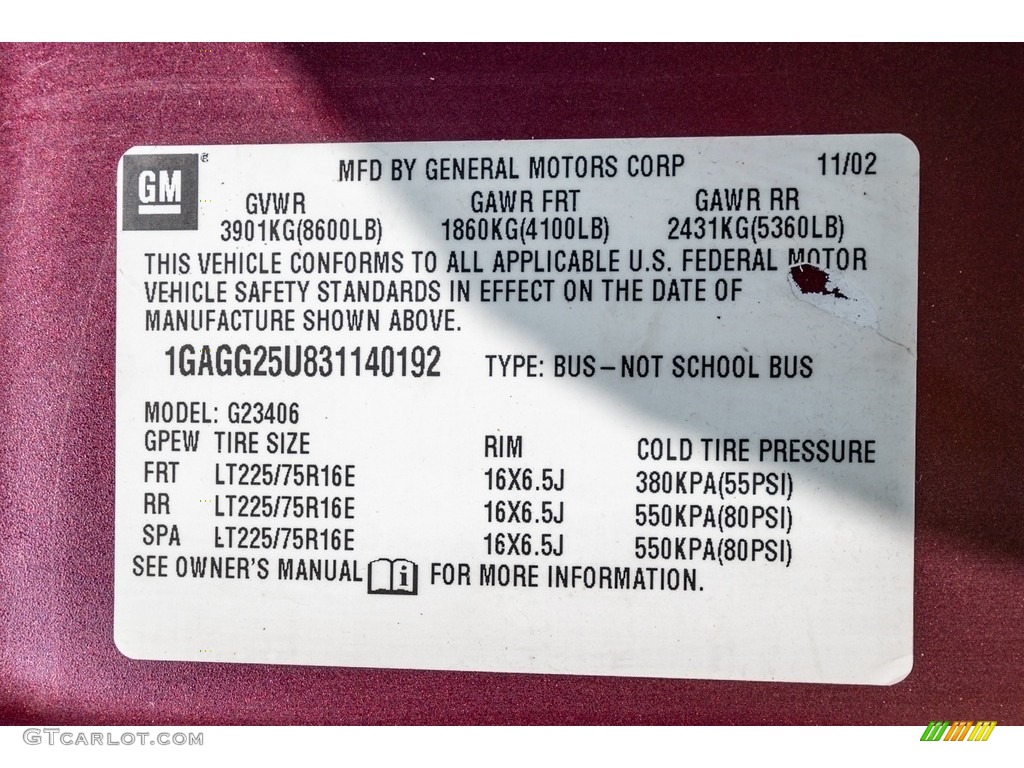 GM ® MFD BY GENERAL MOTORS CORP 11/02
GVWR GAWR FRT GAWR RR
3901KG(8600LB) 1860KG(4100LB) 2431KG(5360LB)
THIS VEHICLE CONFORMS TO ALL APPLICABLE U.S. FEDERAL MOTOR
VEHICLE SAFETY STANDARDS IN EFFECT ON THE DATE OF
MANUFACTURE SHOWN ABOVE.
1GAGG25U831140192 TYPE: BUS-NOT SCHOOL BUS
MODEL: G23406
GPEW TIRE SIZE RIM COLD TIRE PRESSURE
FRT LT225/75R16E 16X6.5J 380KPA(55PSI)
RR LT225/75R16E 16X6.5J 550KPA(80PSI)
SPA LT225/75R16E 16X6.5J 550KPA(80PSI)
SEE OWNER'S MANUAL i FOR MORE INFORMATION.
GTCARLOT.COM